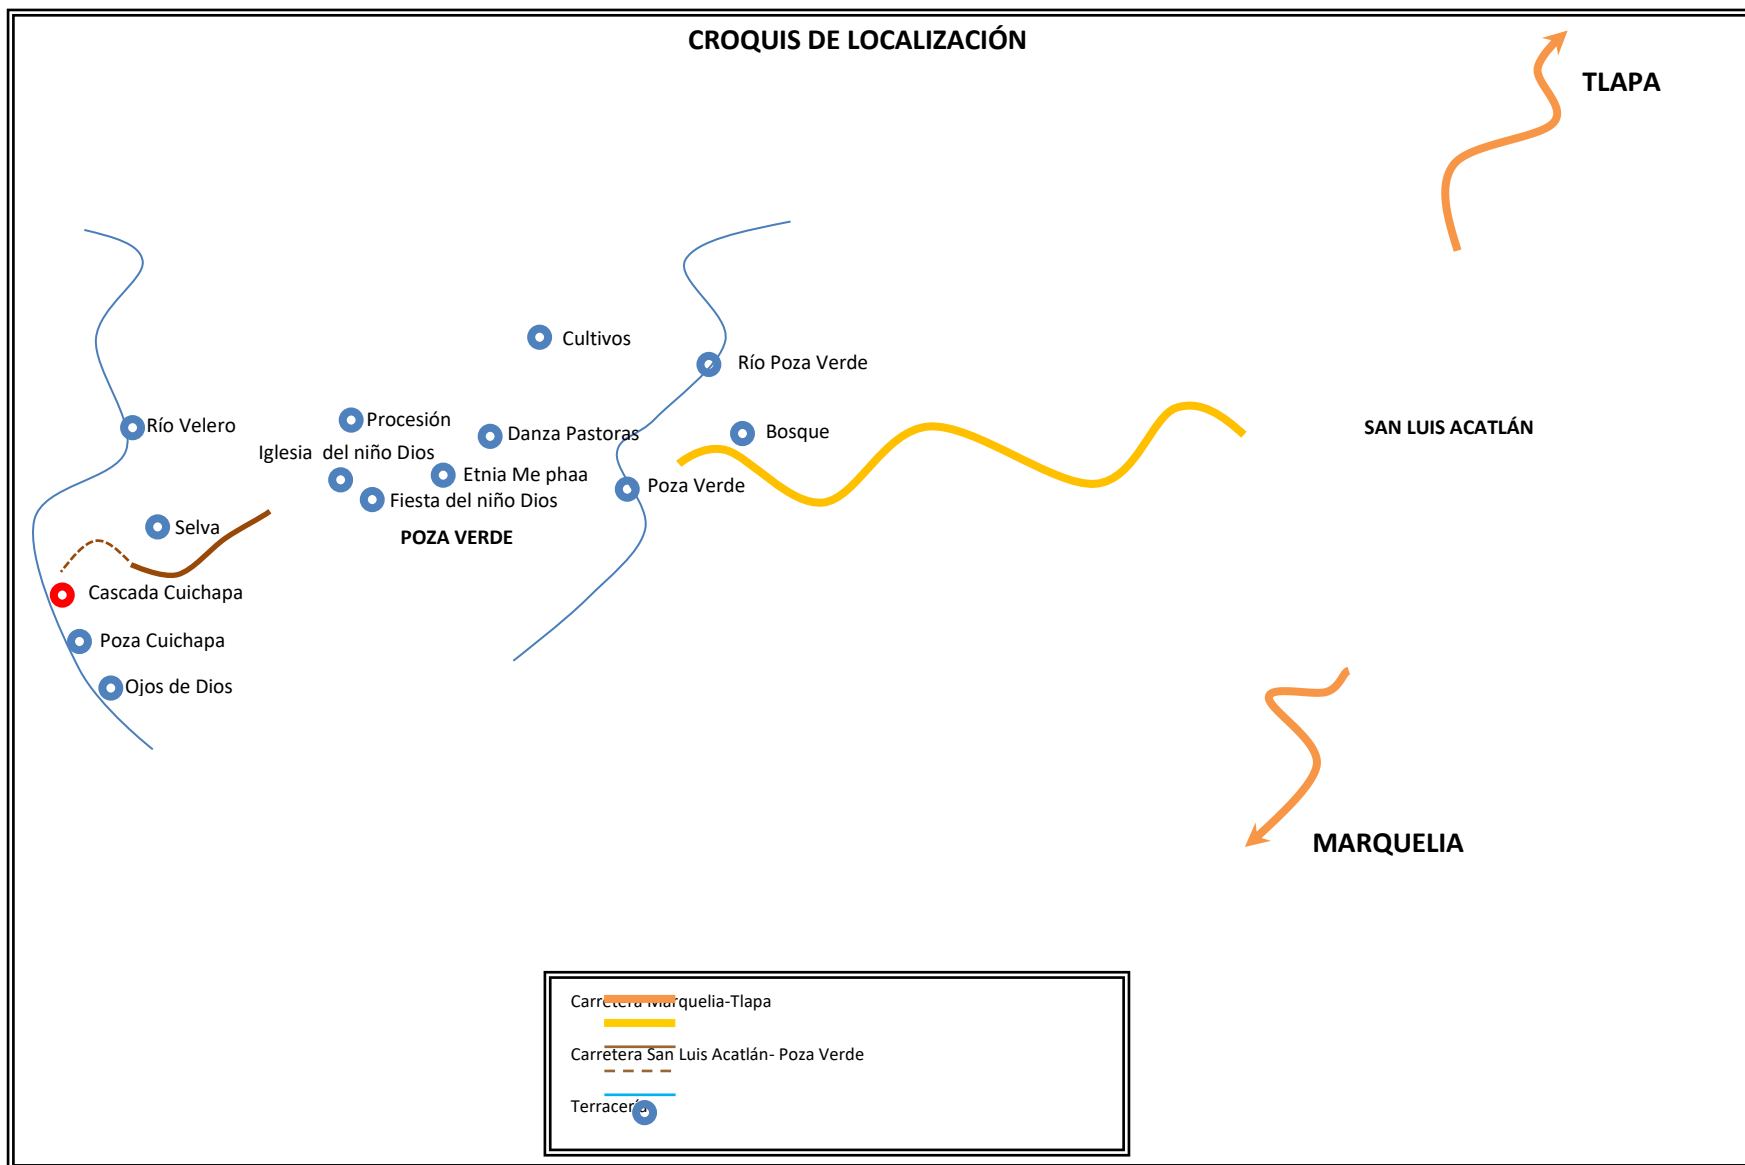 CROQUIS DE LOCALIZACIÓN
TLAPA
Cultivos
Río Poza Verde
Procesión
Río Velero
Danza Pastoras
Bosque
SAN LUIS ACATLÁN
Iglesia del niño Dios
Etnia Me phaa
Poza Verde
Fiesta del niño Dios
Selva
POZA VERDE
Cascada Cuichapa
Poza Cuichapa
Ojos de Dios
MARQUELIA
Carretera Marquelia-Tlapa
Carretera San Luis Acatlán- Poza Verde
Terracería